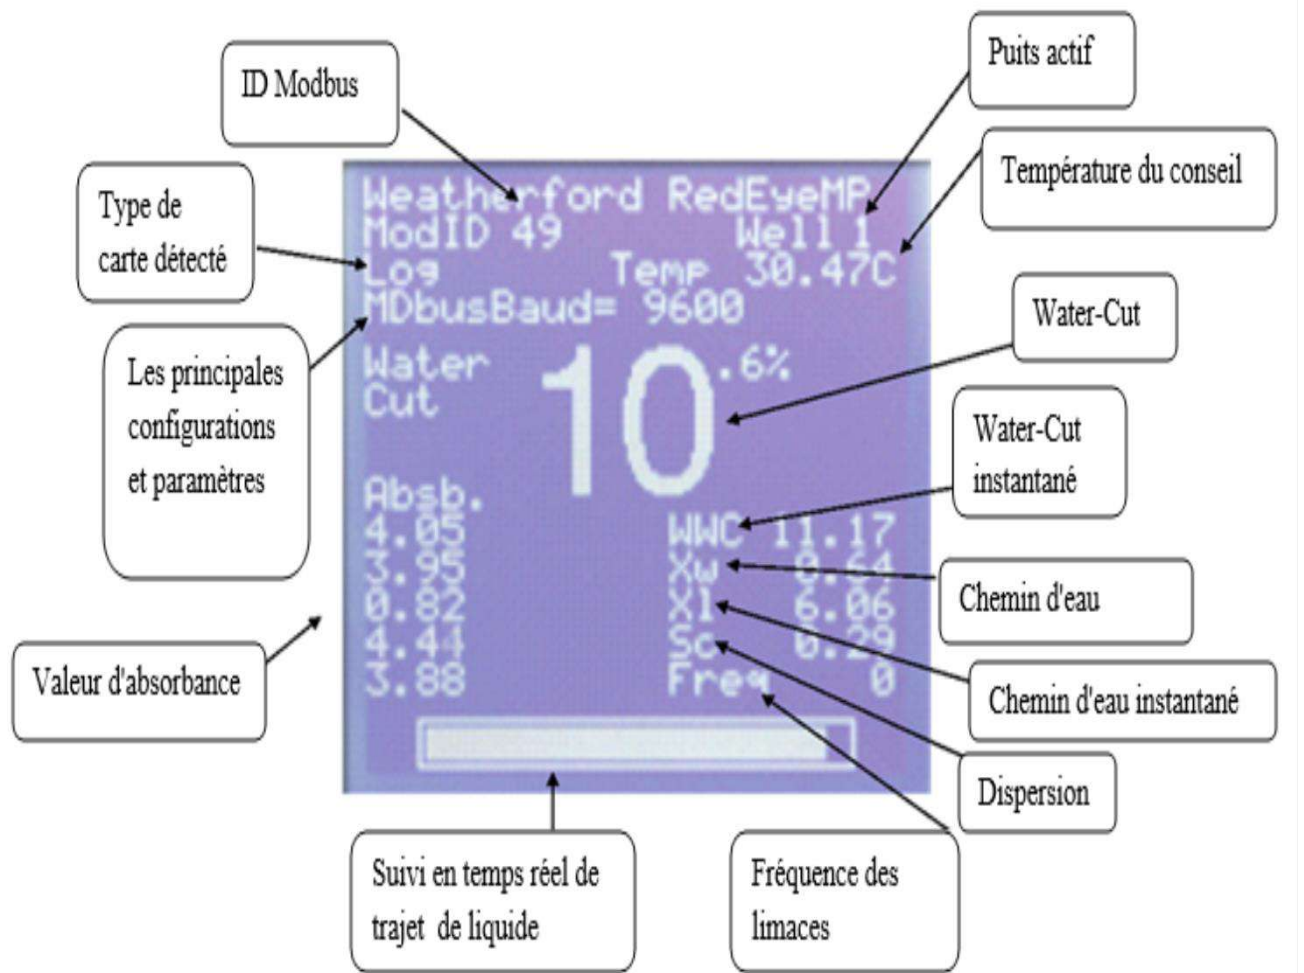 ID Modbus
Puits actif
Type de
carte détecté
Température du conseil
Weatherford RedEyeMP
ModID 49 Well 1
Log Temp 30.47C
MDbusBaud= 9600
Water
Cut
10.6%
Water-Cut
Les principales
configurations
et paramètres
Water-Cut
instantané
Absb.
4.05 WWC 11.17
3.95 Xw 0.64
0.82 Xl 6.06
4.44 Sc 0.29
3.88 Freq 0
Chemin d'eau
Valeur d'absorbance
Chemin d'eau instantané
Dispersion
Suivi en temps réel de
trajet de liquide
Fréquence des
limaces